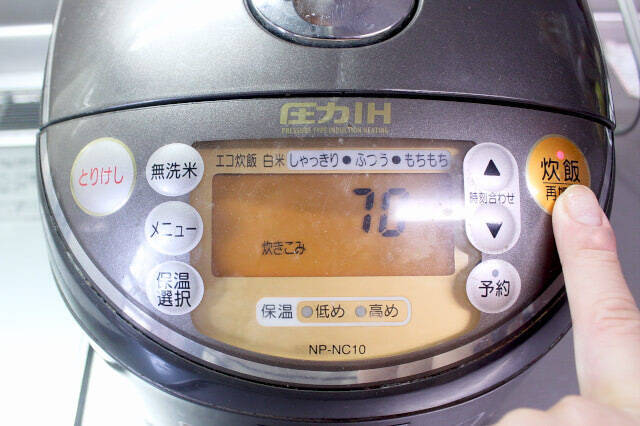 圧力IH
PRESSURE TYPE INDUCTION HEATING
とりけし
無洗米
エコ炊飯 白米 しゃっきり ● ふつう ● もちもち
▲
時刻合わせ
▼
炊飯
メニュー
78
炊きこみ
保温
選択
予約
保温 低め 高め
NP-NC10